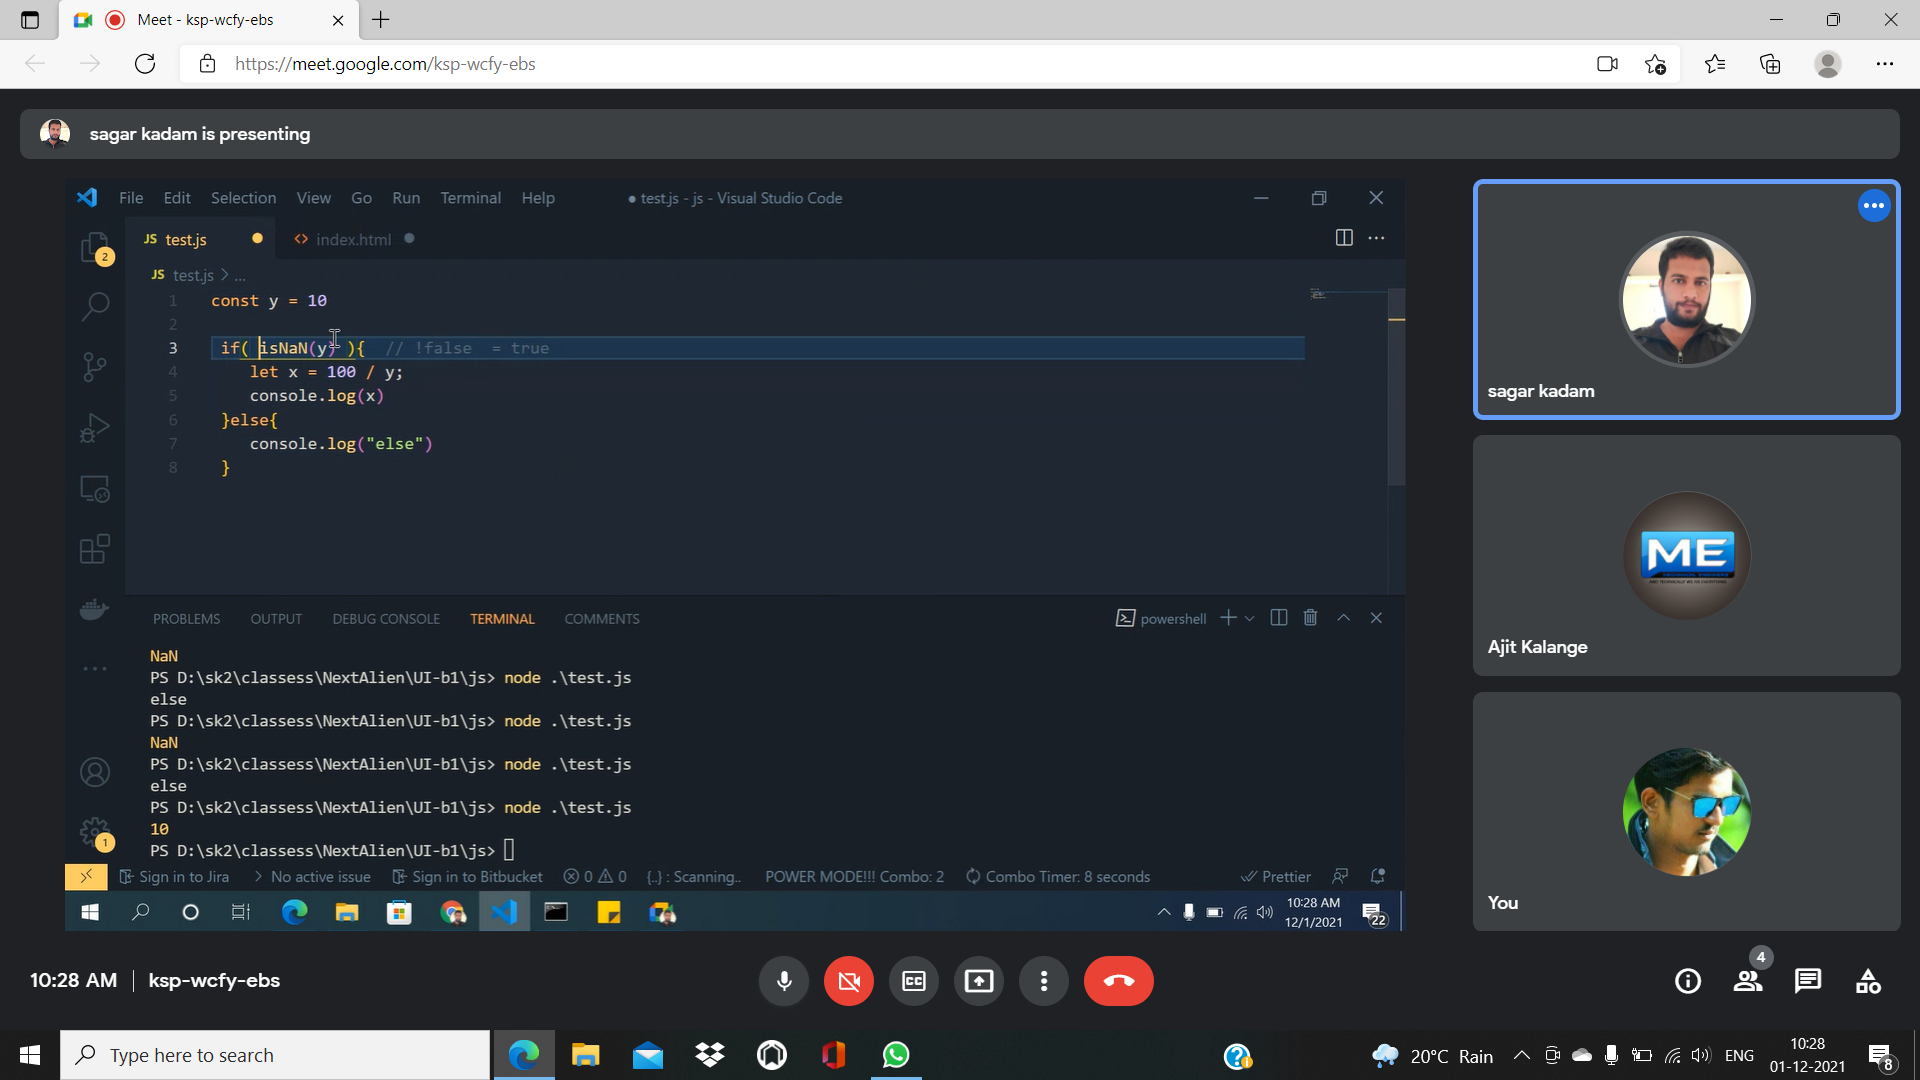 Meet - ksp-wcfy-ebs
https://meet.google.com/ksp-wcfy-ebs
sagar kadam is presenting
File Edit Selection View Go Run Terminal Help ● test.js - js - Visual Studio Code
JS test.js index.html
JS test.js > ...
1 const y = 10
2
3 if( isNaN(y) ){ // !false = true
4 let x = 100 / y;
5 console.log(x)
6 }else{
7 console.log("else")
8 }
PROBLEMS OUTPUT DEBUG CONSOLE TERMINAL COMMENTS powershell
NaN
PS D:\sk2\classess\NextAlien\UI-b1\js> node .\test.js
else
PS D:\sk2\classess\NextAlien\UI-b1\js> node .\test.js
NaN
PS D:\sk2\classess\NextAlien\UI-b1\js> node .\test.js
else
PS D:\sk2\classess\NextAlien\UI-b1\js> node .\test.js
10
PS D:\sk2\classess\NextAlien\UI-b1\js>
2
1
Sign in to Jira > No active issue Sign in to Bitbucket 0 0 {..} : Scanning.. POWER MODE!!! Combo: 2 Combo Timer: 8 seconds Prettier
10:28 AM
12/1/2021
22
sagar kadam
ME
Ajit Kalange
You
10:28 AM | ksp-wcfy-ebs
CC
4
Type here to search
20°C Rain
ENG
10:28
01-12-2021
8